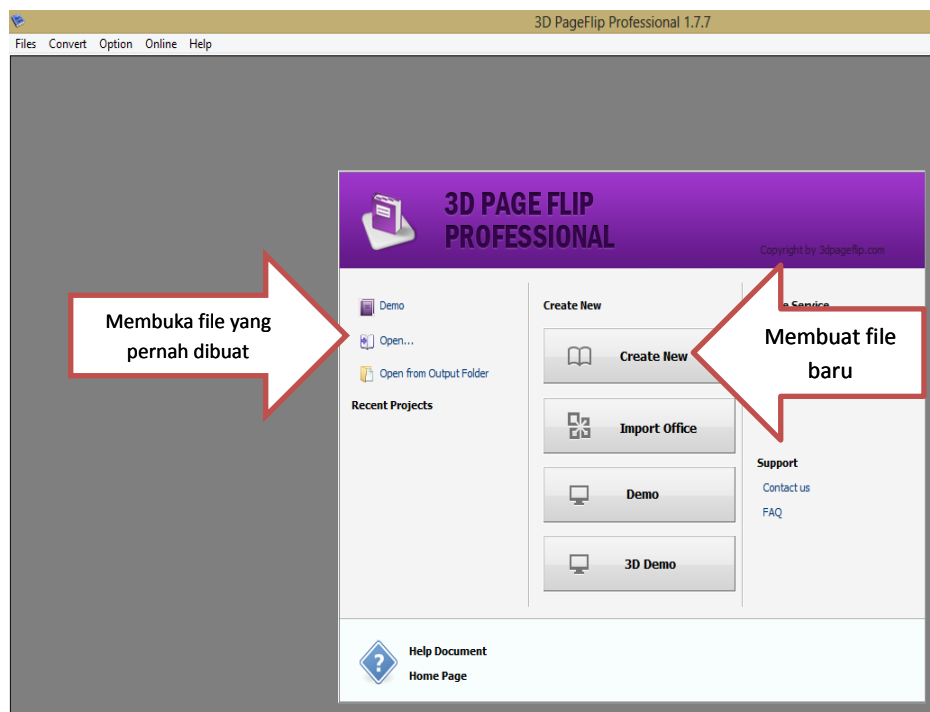 3D PageFlip Professional 1.7.7
Files Convert Option Online Help
3D PAGE FLIP
PROFESSIONAL
Copyright by 3dpageflip.com
Membuka file yang
pernah dibuat
Demo
Open...
Open from Output Folder
Recent Projects
Create New
Create New
Import Office
Demo
3D Demo
Service
Membuat file
baru
Support
Contact us
FAQ
Help Document
Home Page